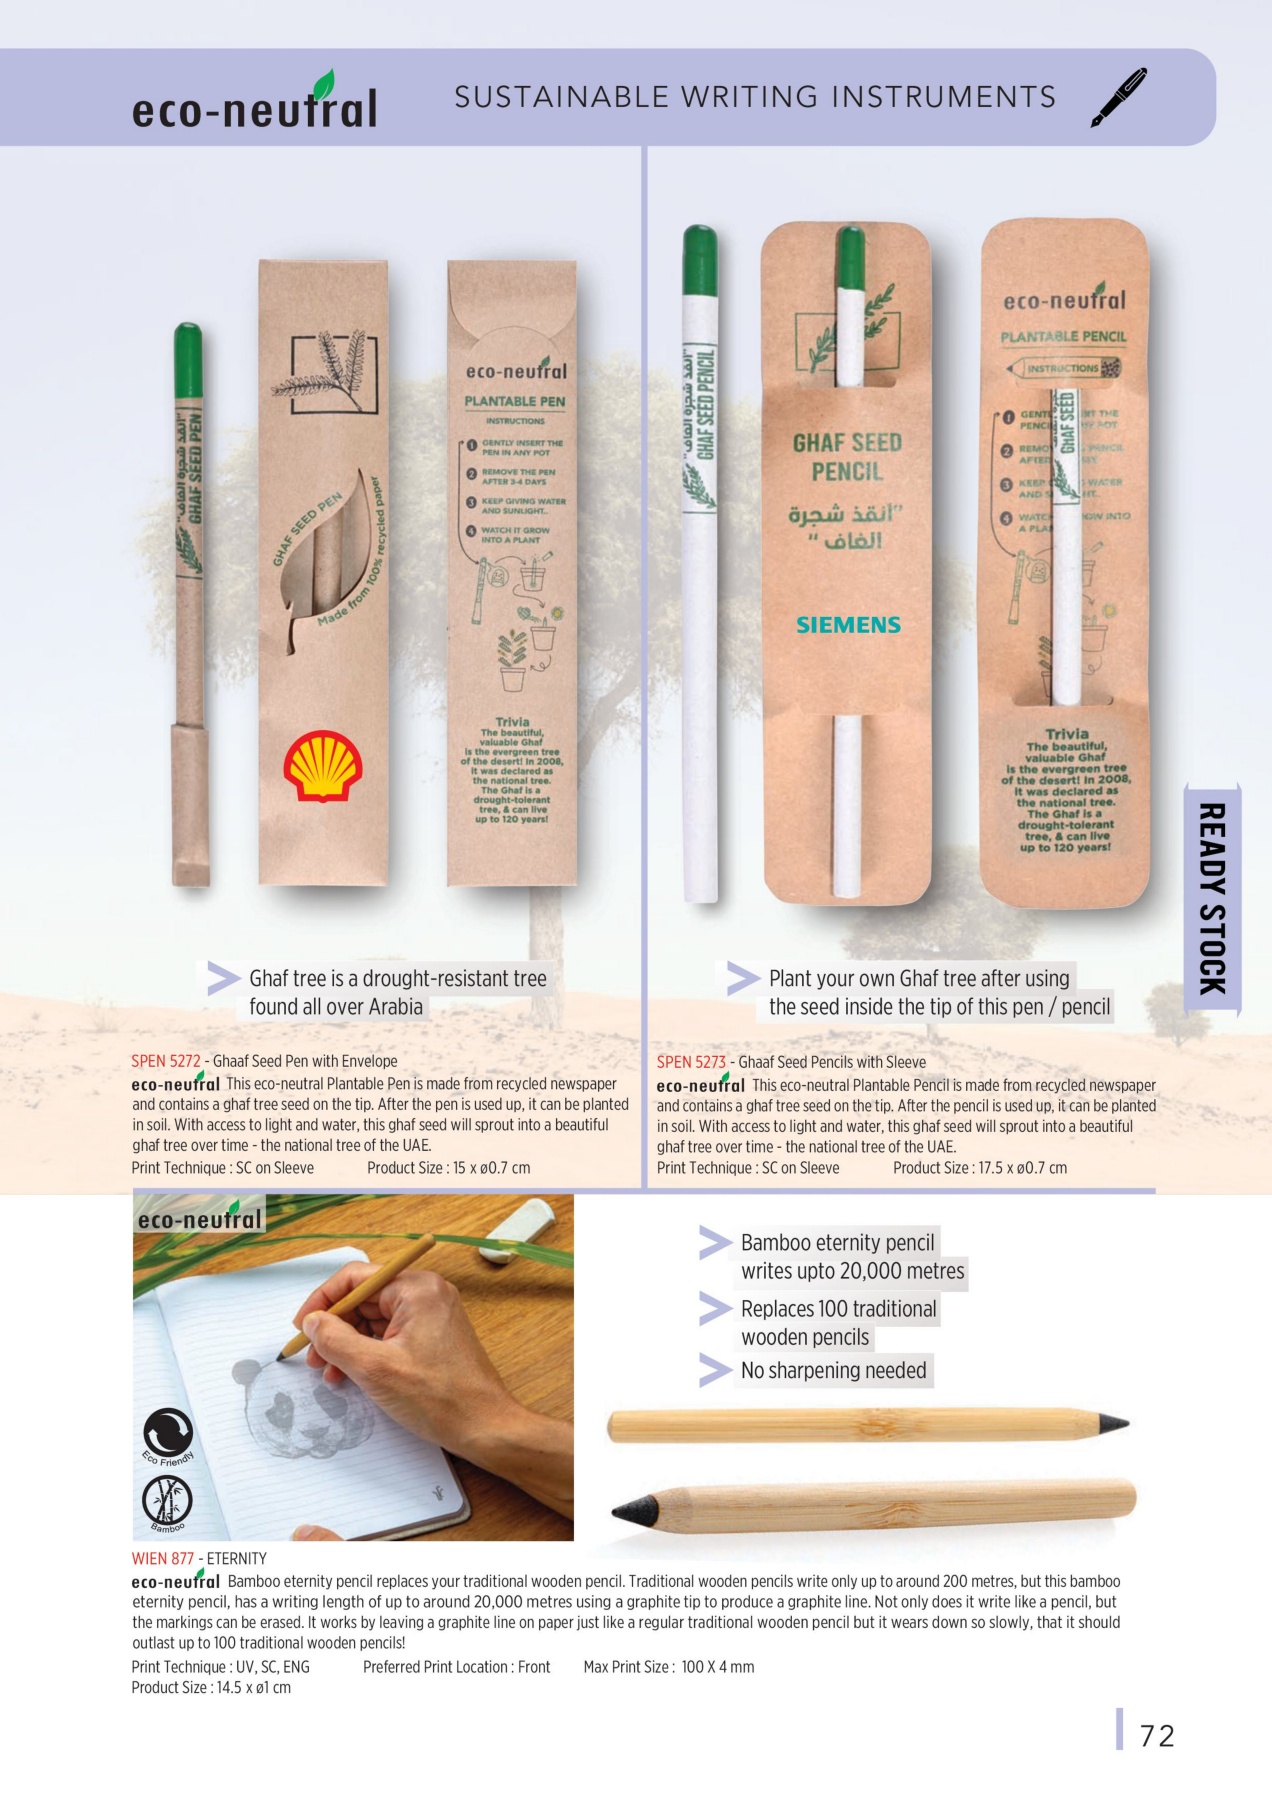 eco-neutral
SUSTAINABLE WRITING INSTRUMENTS
"انقذ شجرة الغاف"
GHAF SEED PEN
GHAF SEED PEN
Made from 100% recycled paper
eco-neutral
PLANTABLE PEN
INSTRUCTIONS
1 GENTLY INSERT THE
PEN IN ANY POT
2 REMOVE THE PEN
AFTER 3-4 DAYS
3 KEEP GIVING WATER
AND SUNLIGHT..
4 WATCH IT GROW
INTO A PLANT
Trivia
The beautiful,
valuable Ghaf
is the evergreen tree
of the desert! In 2008,
it was declared as
the national tree.
The Ghaf is a
drought-tolerant
tree, & can live
up to 120 years!
"انقذ شجرة الغاف"
GHAF SEED PENCIL
GHAF SEED
PENCIL
"انقذ شجرة
الغاف"
SIEMENS
eco-neutral
PLANTABLE PENCIL
INSTRUCTIONS
GHAF SEED
1 THE
2
3 KEEP WATER
4 WATCH
Trivia
The beautiful,
valuable Ghaf
is the evergreen tree
of the desert! In 2008,
it was declared as
the national tree.
The Ghaf is a
drought-tolerant
tree, & can live
up to 120 years!
READY STOCK
Ghaf tree is a drought-resistant tree
found all over Arabia
Plant your own Ghaf tree after using
the seed inside the tip of this pen / pencil
SPEN 5272 - Ghaaf Seed Pen with Envelope
eco-neutral This eco-neutral Plantable Pen is made from recycled newspaper
and contains a ghaf tree seed on the tip. After the pen is used up, it can be planted
in soil. With access to light and water, this ghaf seed will sprout into a beautiful
ghaf tree over time - the national tree of the UAE.
Print Technique : SC on Sleeve Product Size : 15 x ø0.7 cm
SPEN 5273 - Ghaaf Seed Pencils with Sleeve
eco-neutral This eco-neutral Plantable Pencil is made from recycled newspaper
and contains a ghaf tree seed on the tip. After the pencil is used up, it can be planted
in soil. With access to light and water, this ghaf seed will sprout into a beautiful
ghaf tree over time - the national tree of the UAE.
Print Technique : SC on Sleeve Product Size : 17.5 x ø0.7 cm
eco-neutral
Eco Friendly
Bamboo
Bamboo eternity pencil
writes upto 20,000 metres
Replaces 100 traditional
wooden pencils
No sharpening needed
WIEN 877 - ETERNITY
eco-neutral Bamboo eternity pencil replaces your traditional wooden pencil. Traditional wooden pencils write only up to around 200 metres, but this bamboo
eternity pencil, has a writing length of up to around 20,000 metres using a graphite tip to produce a graphite line. Not only does it write like a pencil, but
the markings can be erased. It works by leaving a graphite line on paper just like a regular traditional wooden pencil but it wears down so slowly, that it should
outlast up to 100 traditional wooden pencils!
Print Technique : UV, SC, ENG Preferred Print Location : Front Max Print Size : 100 X 4 mm
Product Size : 14.5 x ø1 cm
72